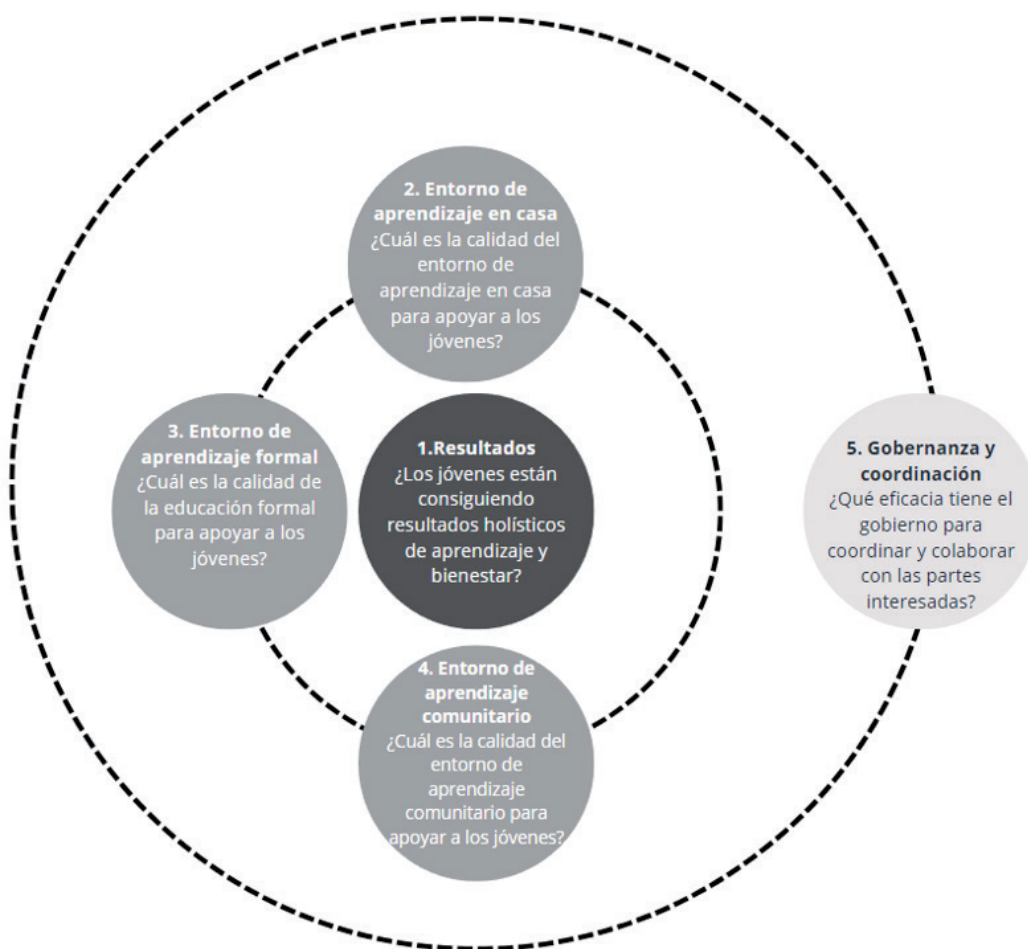 2. Entorno de
aprendizaje en casa
¿Cuál es la calidad del
entorno de
aprendizaje en casa
para apoyar a los
jóvenes?
3. Entorno de
aprendizaje formal
¿Cuál es la calidad de
la educación formal
para apoyar a los
jóvenes?
1.Resultados
¿Los jóvenes están
consiguiendo
resultados holísticos
de aprendizaje y
bienestar?
5. Gobernanza y
coordinación
¿Qué eficacia tiene el
gobierno para
coordinar y colaborar
con las partes
interesadas?
4. Entorno de
aprendizaje
comunitario
¿Cuál es la calidad del
entorno de
aprendizaje
comunitario para
apoyar a los jóvenes?